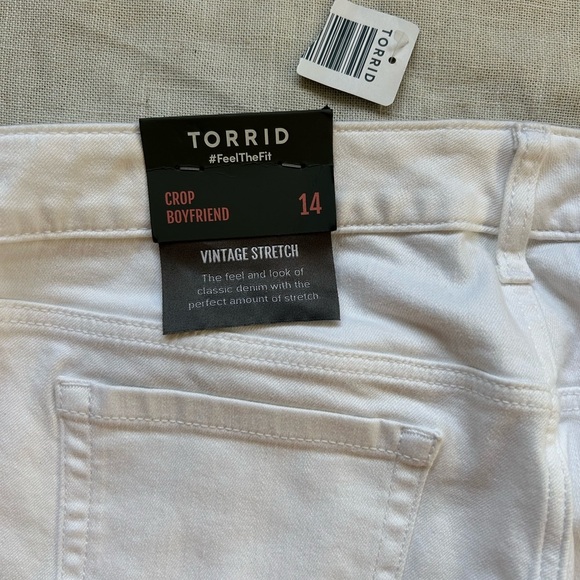 TORRID
TORRID
#FeelTheFit
CROP
BOYFRIEND
14
VINTAGE STRETCH
The feel and look of
classic denim with the
perfect amount of stretch